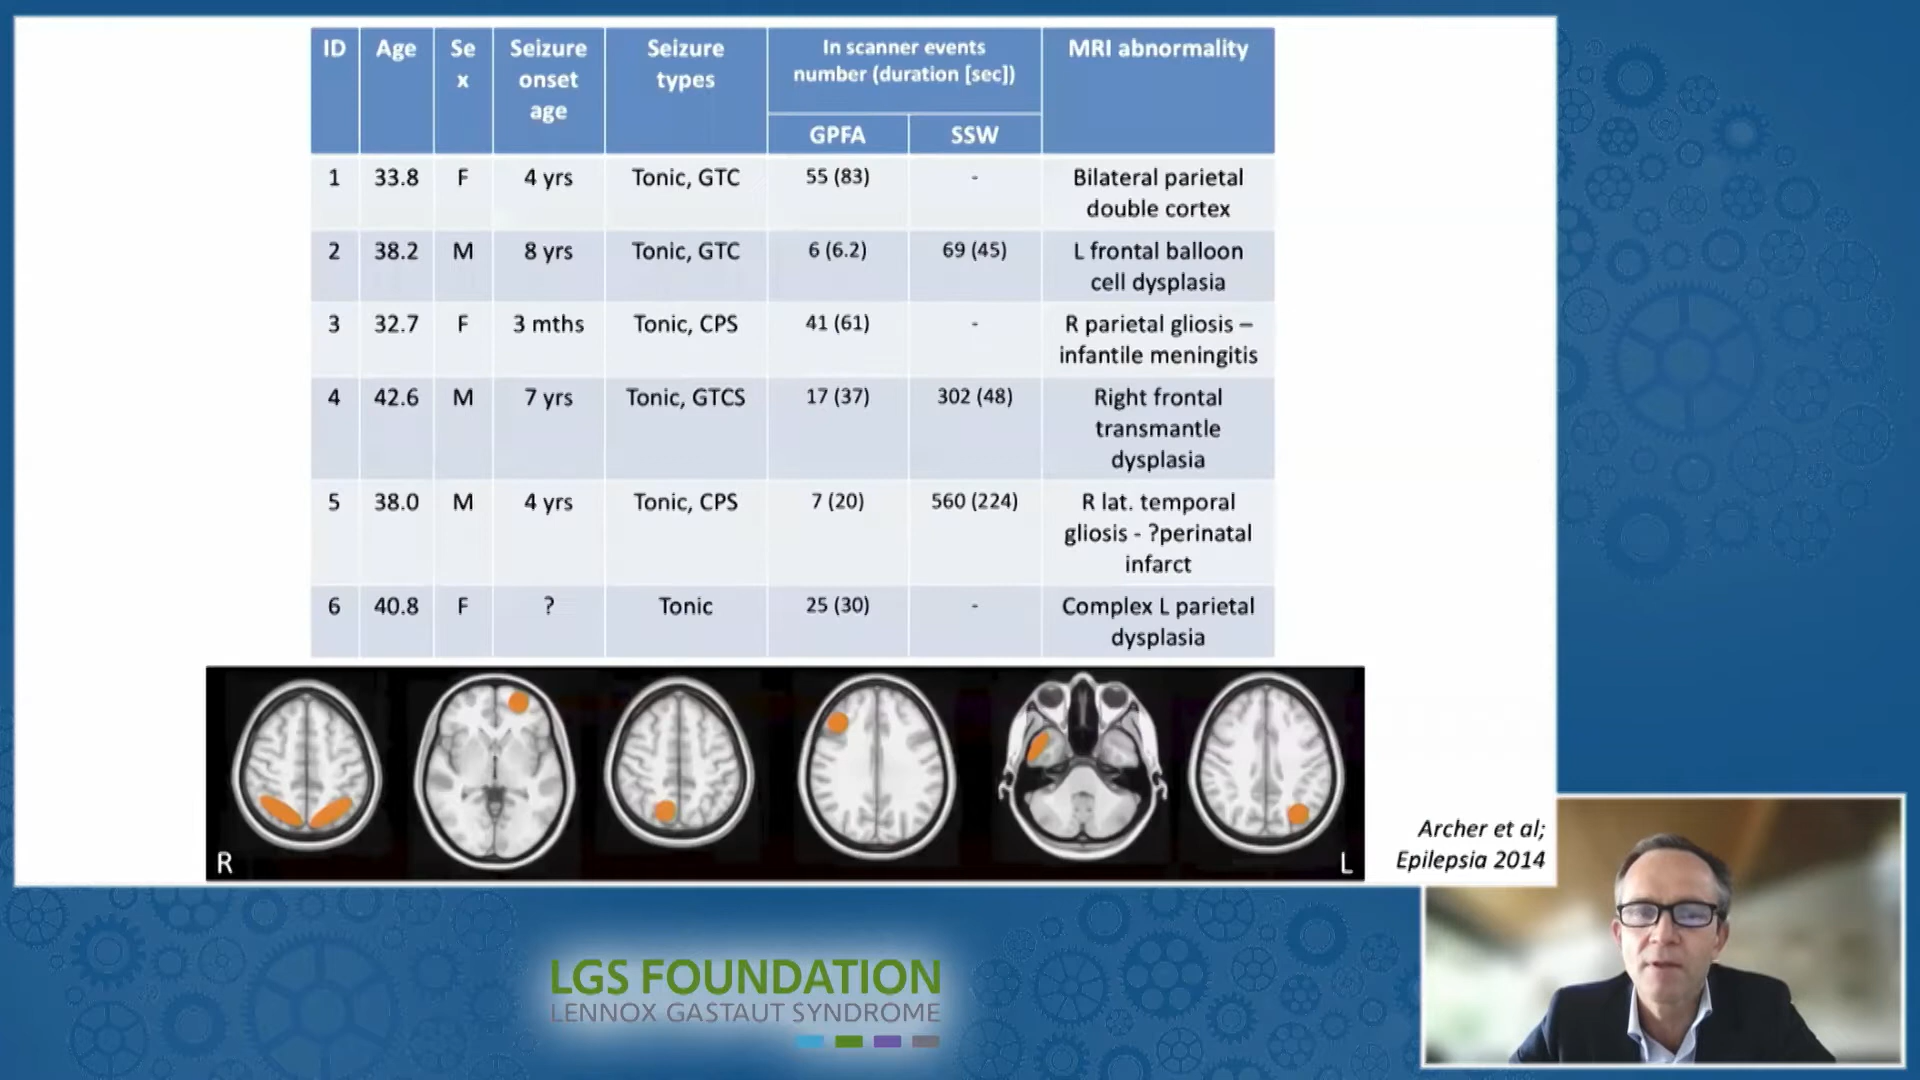 ID Age Se Seizure Seizure In scanner events MRI abnormality
x onset types number (duration [sec])
age
GPFA SSW
1 33.8 F 4 yrs Tonic, GTC 55 (83) - Bilateral parietal
double cortex
2 38.2 M 8 yrs Tonic, GTC 6 (6.2) 69 (45) L frontal balloon
cell dysplasia
3 32.7 F 3 mths Tonic, CPS 41 (61) - R parietal gliosis –
infantile meningitis
4 42.6 M 7 yrs Tonic, GTCS 17 (37) 302 (48) Right frontal
transmantle
dysplasia
5 38.0 M 4 yrs Tonic, CPS 7 (20) 560 (224) R lat. temporal
gliosis - ?perinatal
infarct
6 40.8 F ? Tonic 25 (30) - Complex L parietal
dysplasia
R L
Archer et al;
Epilepsia 2014
LGS FOUNDATION
LENNOX GASTAUT SYNDROME